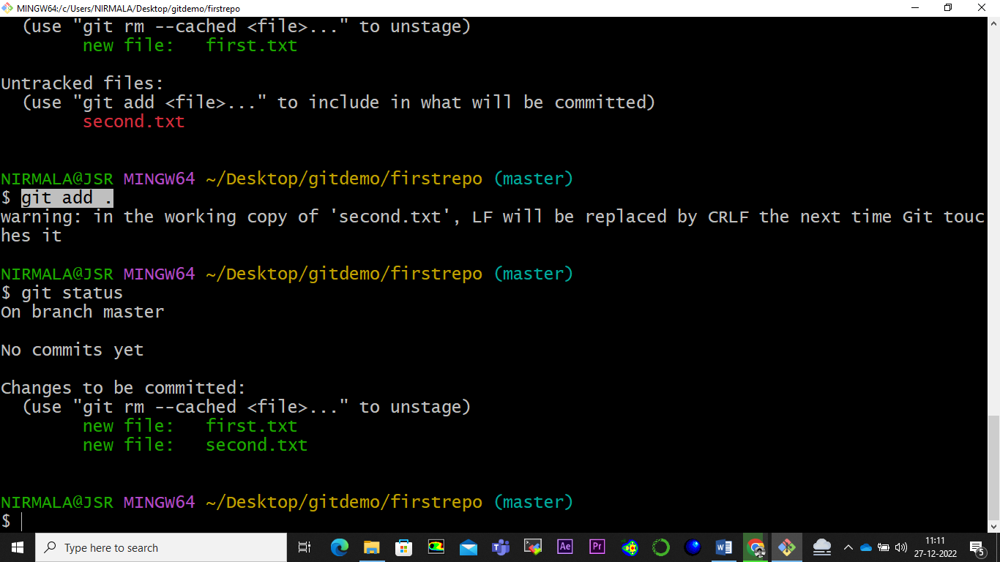 MINGW64:/c/Users/NIRMALA/Desktop/gitdemo/firstrepo
(use "git rm --cached <file>..." to unstage)
new file:   first.txt
Untracked files:
(use "git add <file>..." to include in what will be committed)
second.txt
NIRMALA@JSR MINGW64 ~/Desktop/gitdemo/firstrepo (master)
$ git add .
warning: in the working copy of 'second.txt', LF will be replaced by CRLF the next time Git touc
hes it
NIRMALA@JSR MINGW64 ~/Desktop/gitdemo/firstrepo (master)
$ git status
On branch master
No commits yet
Changes to be committed:
(use "git rm --cached <file>..." to unstage)
new file:   first.txt
new file:   second.txt
NIRMALA@JSR MINGW64 ~/Desktop/gitdemo/firstrepo (master)
$
Type here to search
Ae
Pr
11:11
27-12-2022
5